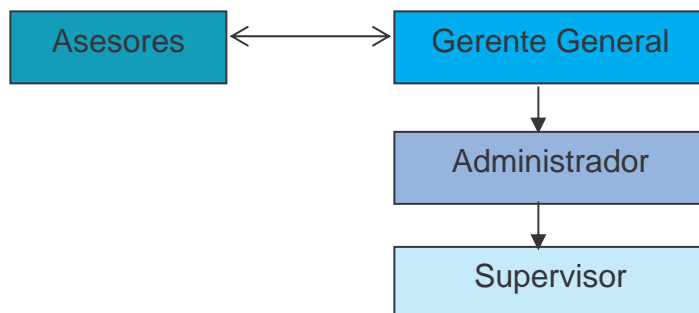 Asesores
Gerente General
Administrador
Supervisor